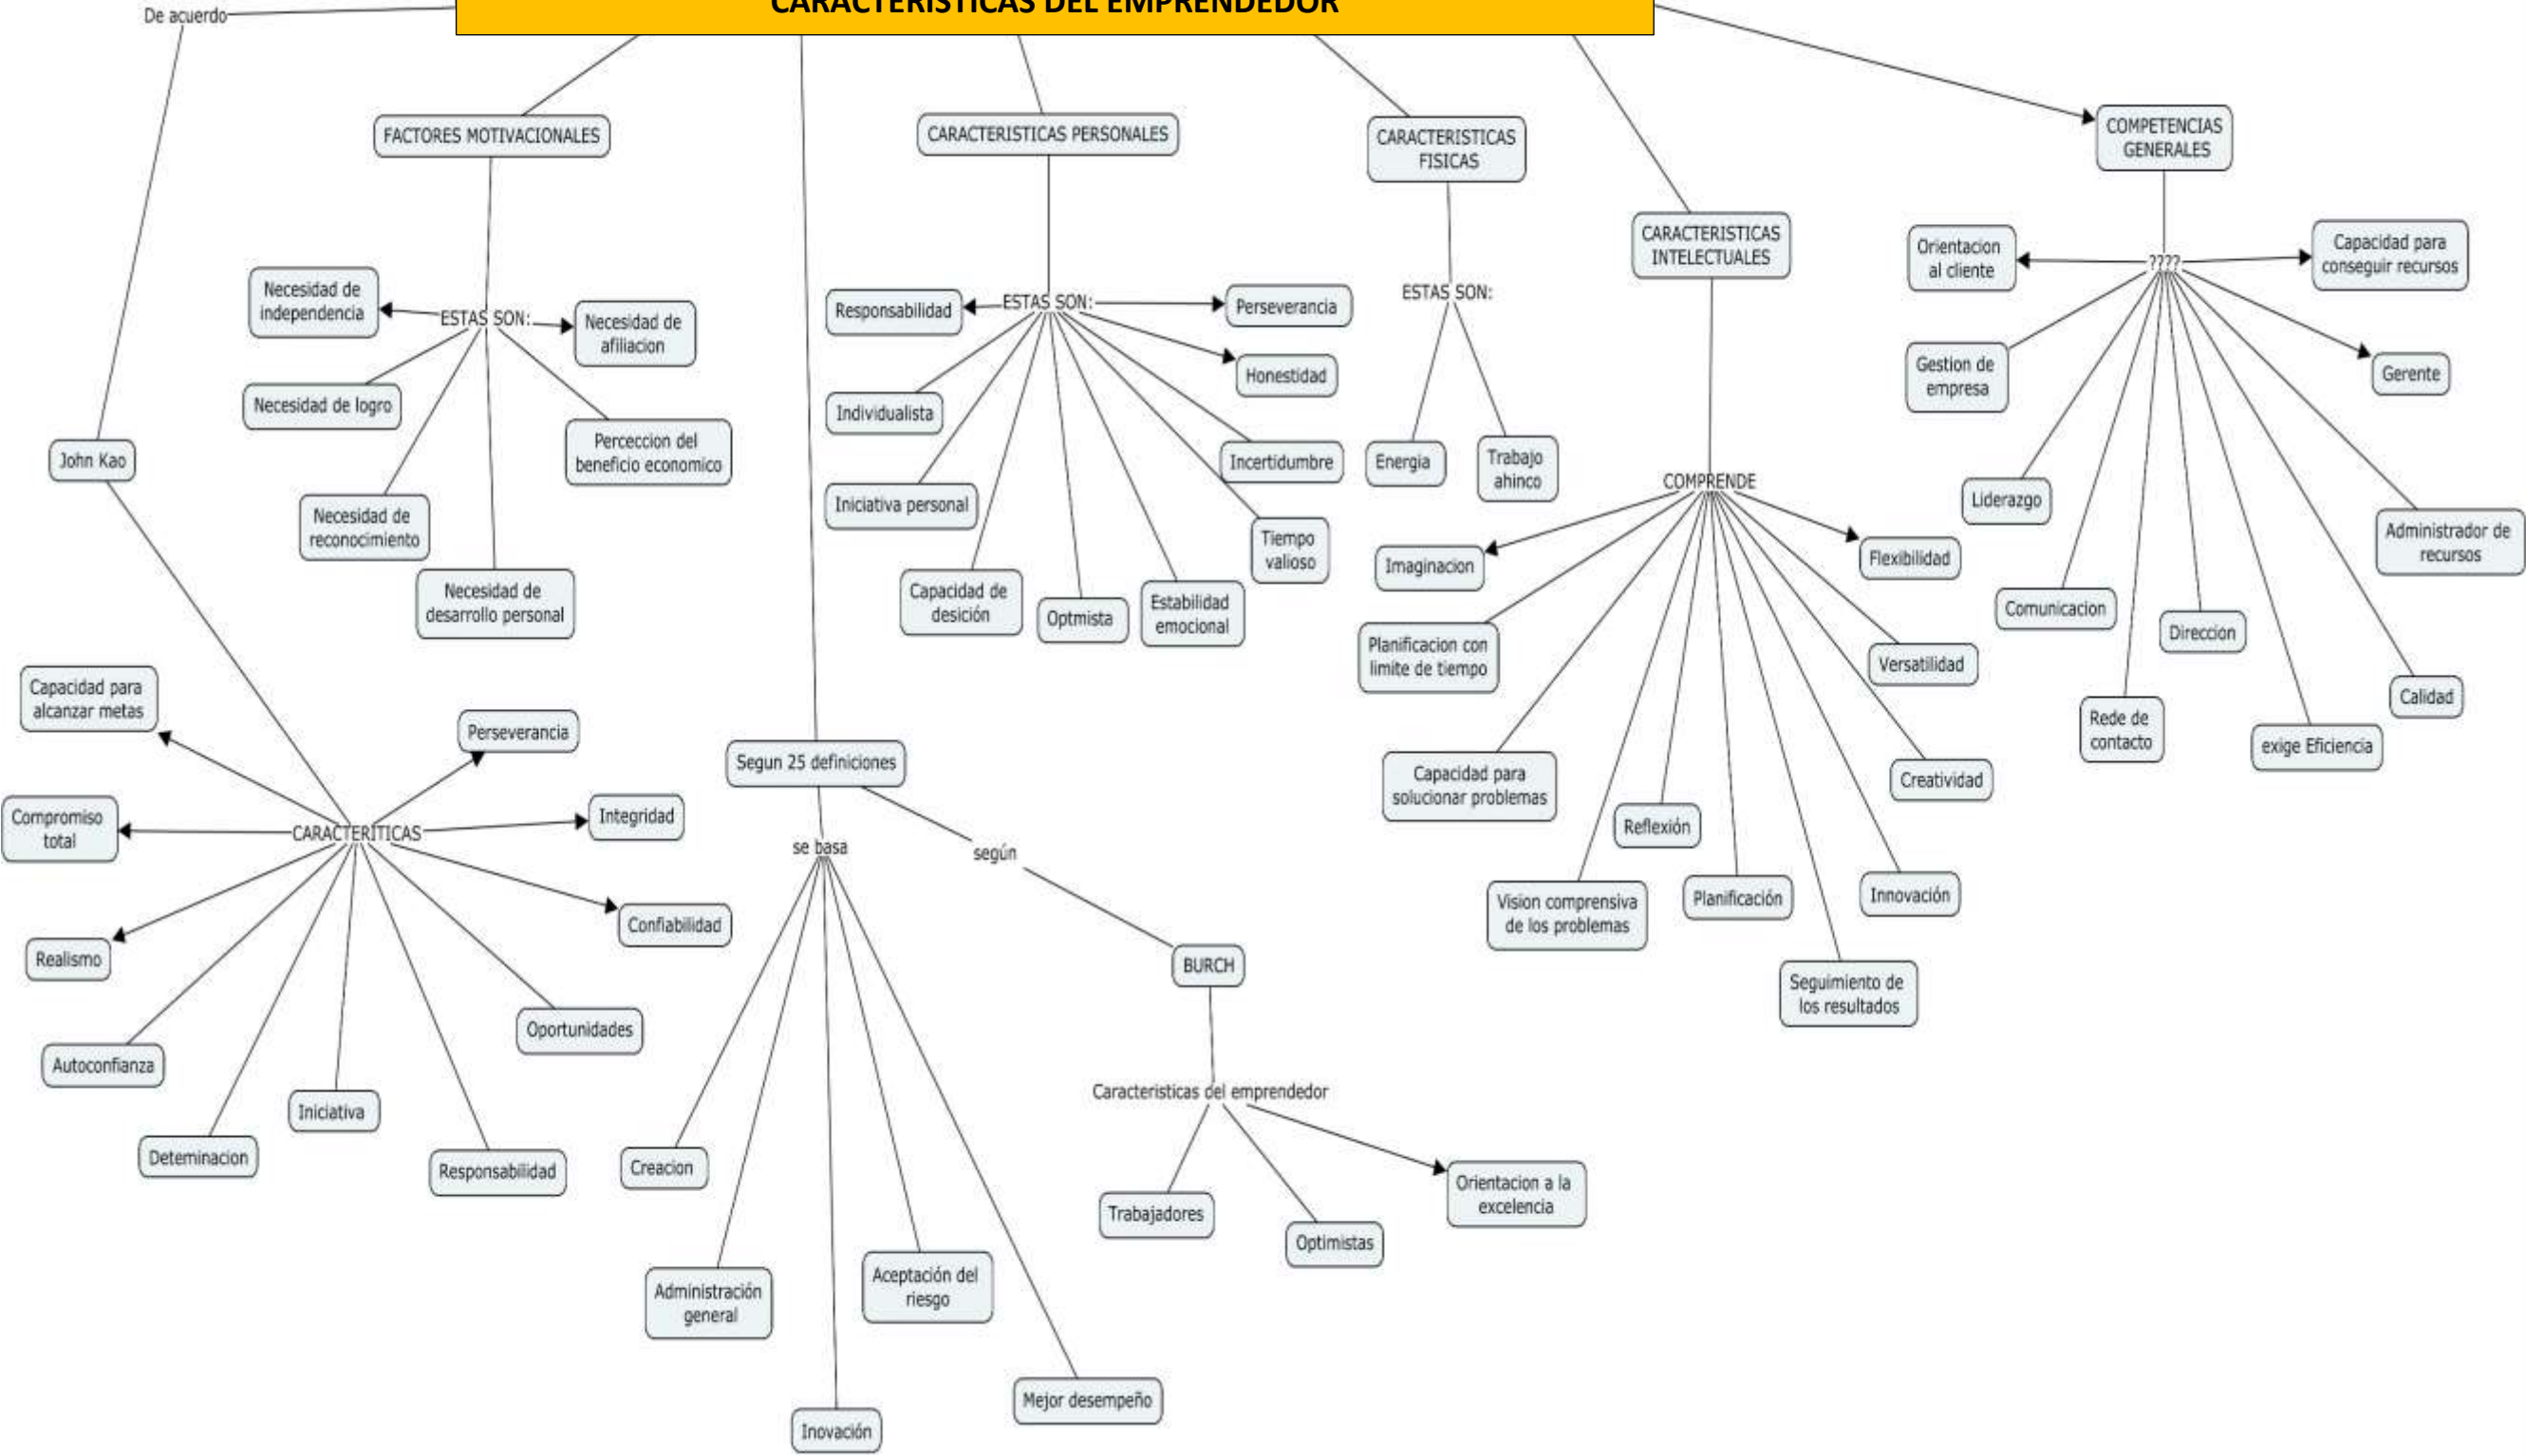 CARACTERISTICAS DEL EMPRENDEDOR
De acuerdo
John Kao
CARACTERÍTICAS
Capacidad para
alcanzar metas
Perseverancia
Compromiso
total
Integridad
Realismo
Confiabilidad
Autoconfianza
Oportunidades
Deteminacion
Iniciativa
Responsabilidad
FACTORES MOTIVACIONALES
ESTAS SON:
Necesidad de
independencia
Necesidad de
afiliacion
Necesidad de logro
Perceccion del
beneficio economico
Necesidad de
reconocimiento
Necesidad de
desarrollo personal
Segun 25 definiciones
se basa
Creacion
Administración
general
Inovación
Aceptación del
riesgo
Mejor desempeño
según
BURCH
Caracteristicas del emprendedor
Trabajadores
Optimistas
Orientacion a la
excelencia
CARACTERISTICAS PERSONALES
ESTAS SON:
Responsabilidad
Perseverancia
Honestidad
Individualista
Incertidumbre
Iniciativa personal
Tiempo
valioso
Capacidad de
desición
Optmista
Estabilidad
emocional
CARACTERISTICAS
FISICAS
ESTAS SON:
Energia
Trabajo
ahinco
CARACTERISTICAS
INTELECTUALES
COMPRENDE
Imaginacion
Flexibilidad
Planificacion con
limite de tiempo
Versatilidad
Capacidad para
solucionar problemas
Creatividad
Reflexión
Vision comprensiva
de los problemas
Planificación
Innovación
Seguimiento de
los resultados
COMPETENCIAS
GENERALES
????
Orientacion
al cliente
Capacidad para
conseguir recursos
Gestion de
empresa
Gerente
Liderazgo
Administrador de
recursos
Comunicacion
Direccion
Rede de
contacto
exige Eficiencia
Calidad